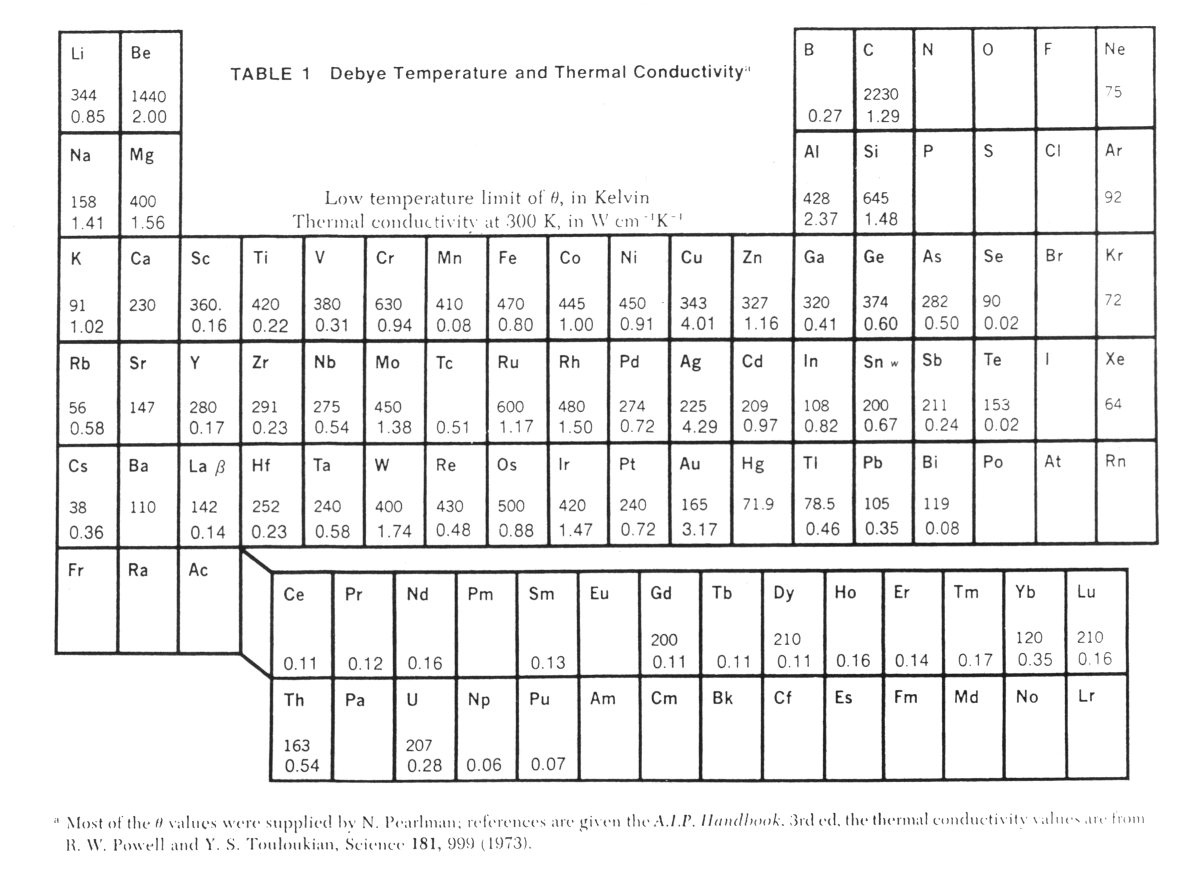 Li Be B C N O F Ne
TABLE 1 Debye Temperature and Thermal Conductivityᵃ
344 1440 2230 75
0.85 2.00 0.27 1.29
Na Mg Al Si P S Cl Ar
Low temperature limit of θ, in Kelvin
158 400 428 645 92
Thermal conductivity at 300 K, in W cm⁻¹K⁻¹
1.41 1.56 2.37 1.48
K Ca Sc Ti V Cr Mn Fe Co Ni Cu Zn Ga Ge As Se Br Kr
91 230 360. 420 380 630 410 470 445 450 343 327 320 374 282 90 72
1.02 0.16 0.22 0.31 0.94 0.08 0.80 1.00 0.91 4.01 1.16 0.41 0.60 0.50 0.02
Rb Sr Y Zr Nb Mo Tc Ru Rh Pd Ag Cd In Sn w Sb Te I Xe
56 147 280 291 275 450 600 480 274 225 209 108 200 211 153 64
0.58 0.17 0.23 0.54 1.38 0.51 1.17 1.50 0.72 4.29 0.97 0.82 0.67 0.24 0.02
Cs Ba La β Hf Ta W Re Os Ir Pt Au Hg Tl Pb Bi Po At Rn
38 110 142 252 240 400 430 500 420 240 165 71.9 78.5 105 119
0.36 0.14 0.23 0.58 1.74 0.48 0.88 1.47 0.72 3.17 0.46 0.35 0.08
Fr Ra Ac
Ce Pr Nd Pm Sm Eu Gd Tb Dy Ho Er Tm Yb Lu
200 210 120 210
0.11 0.12 0.16 0.13 0.11 0.11 0.11 0.16 0.14 0.17 0.35 0.16
Th Pa U Np Pu Am Cm Bk Cf Es Fm Md No Lr
163 207
0.54 0.28 0.06 0.07
ᵃ Most of the θ values were supplied by N. Pearlman; references are given the A.I.P. Handbook, 3rd ed, the thermal conductivity values are from
R. W. Powell and Y. S. Touloukian, Science 181, 999 (1973).